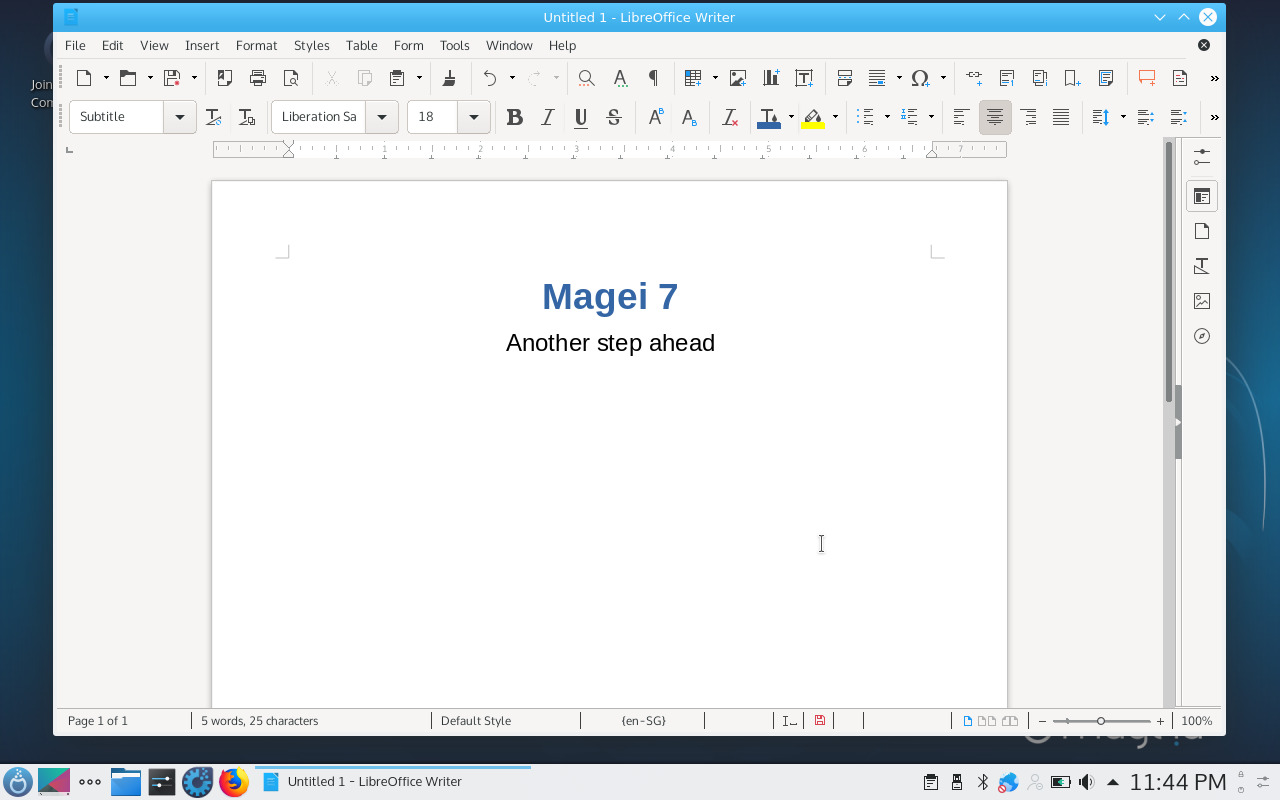 Untitled 1 - LibreOffice Writer
File Edit View Insert Format Styles Table Form Tools Window Help
Subtitle Liberation Sa 18
1 2 3 4 5 6 7
Magei 7
Another step ahead
Page 1 of 1 5 words, 25 characters Default Style {en-SG} 100%
Untitled 1 - LibreOffice Writer 11:44 PM
Join
Com